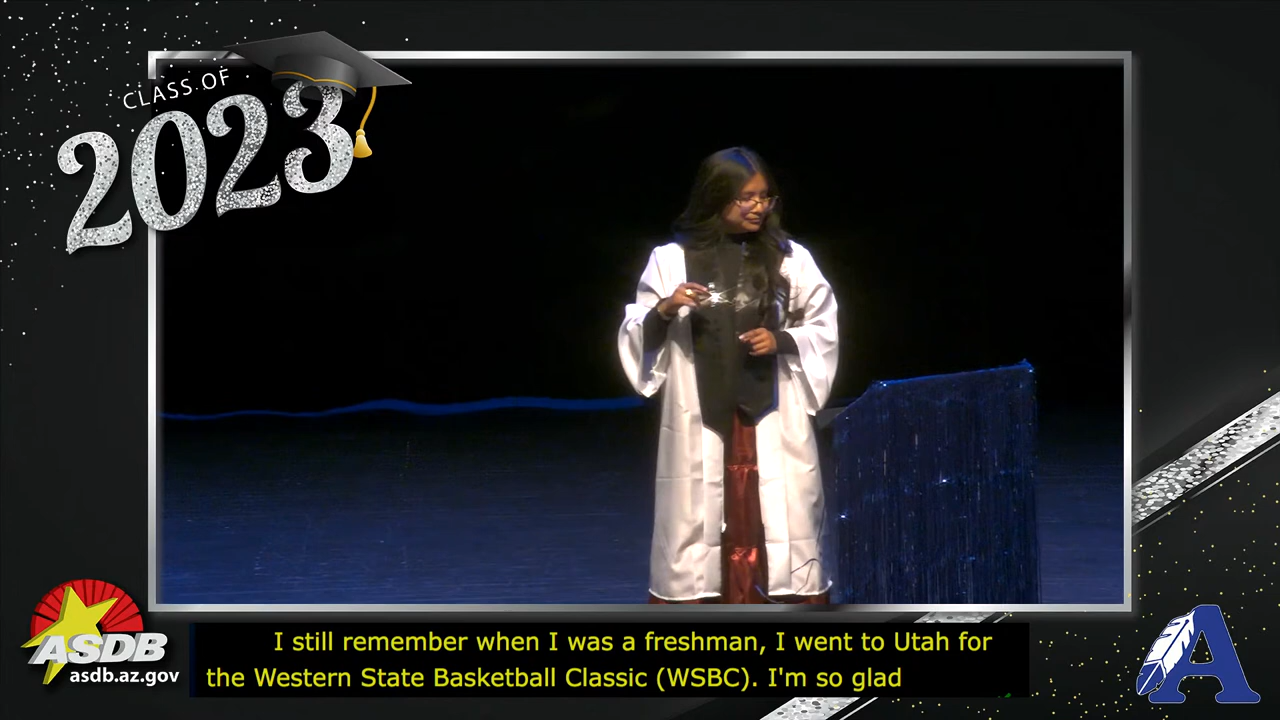 CLASS OF
2023
ASDB
asdb.az.gov
I still remember when I was a freshman, I went to Utah for
the Western State Basketball Classic (WSBC). I'm so glad
A